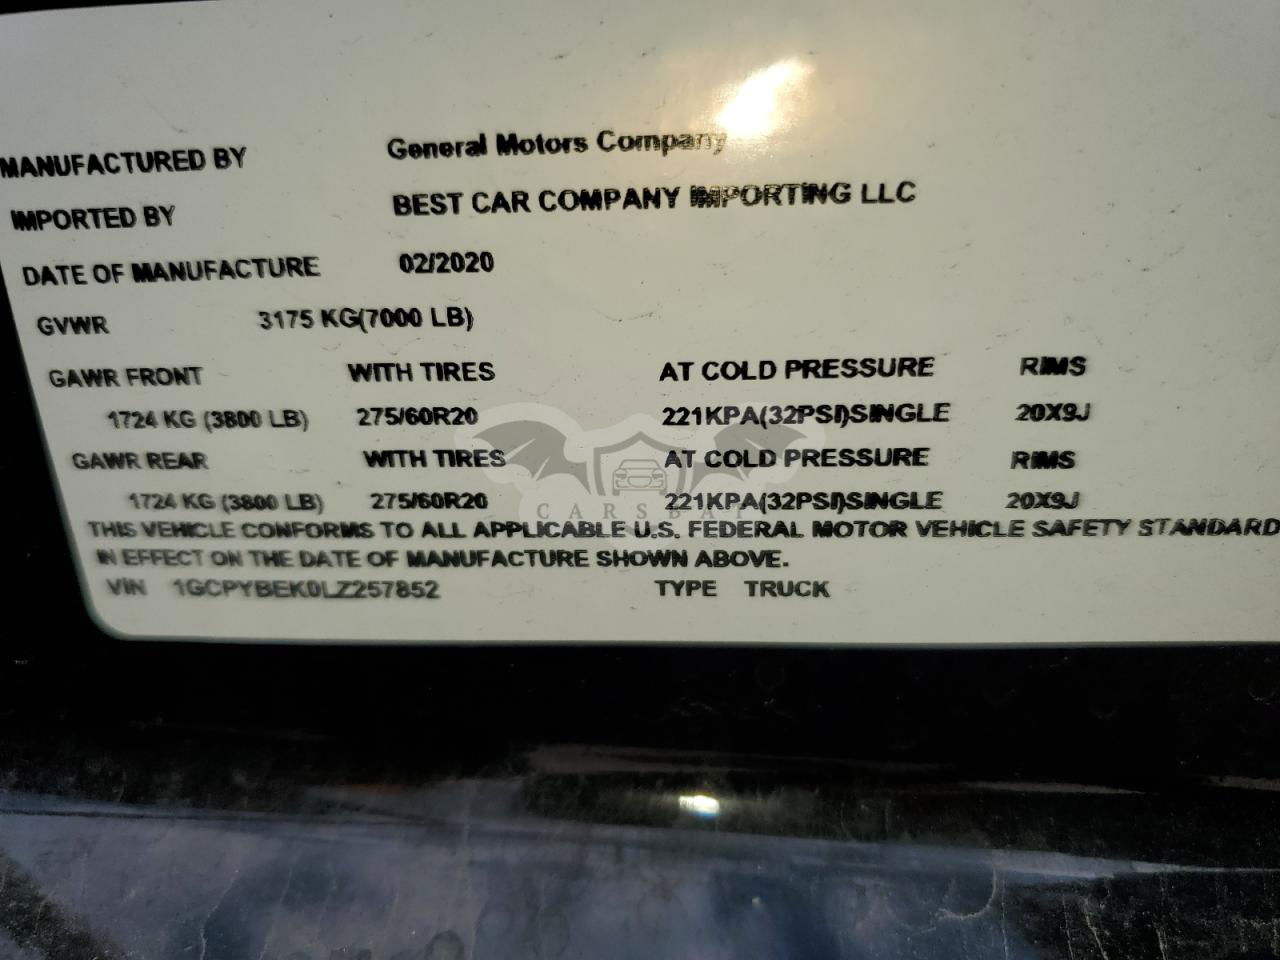 MANUFACTURED BY General Motors Company
IMPORTED BY BEST CAR COMPANY IMPORTING LLC
DATE OF MANUFACTURE 02/2020
GVWR 3175 KG(7000 LB)
GAWR FRONT WITH TIRES AT COLD PRESSURE RIMS
1724 KG (3800 LB) 275/60R20 221KPA(32PSI)SINGLE 20X9J
GAWR REAR WITH TIRES AT COLD PRESSURE RIMS
1724 KG (3800 LB) 275/60R20 221KPA(32PSI)SINGLE 20X9J
CARSBAT
THIS VEHICLE CONFORMS TO ALL APPLICABLE U.S. FEDERAL MOTOR VEHICLE SAFETY STANDARD
IN EFFECT ON THE DATE OF MANUFACTURE SHOWN ABOVE.
VIN 1GCPYBEK0LZ257852 TYPE TRUCK